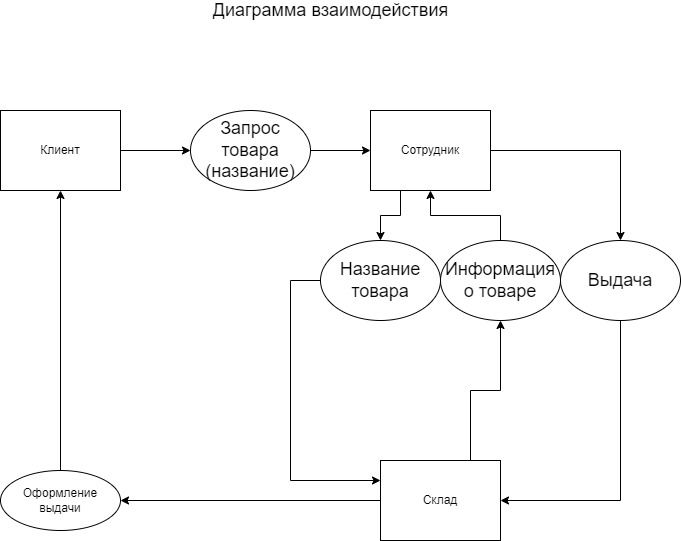 Диаграмма взаимодействия
Клиент
Запрос
товара
(название)
Сотрудник
Название
товара
Информация
о товаре
Выдача
Оформление
выдачи
Склад